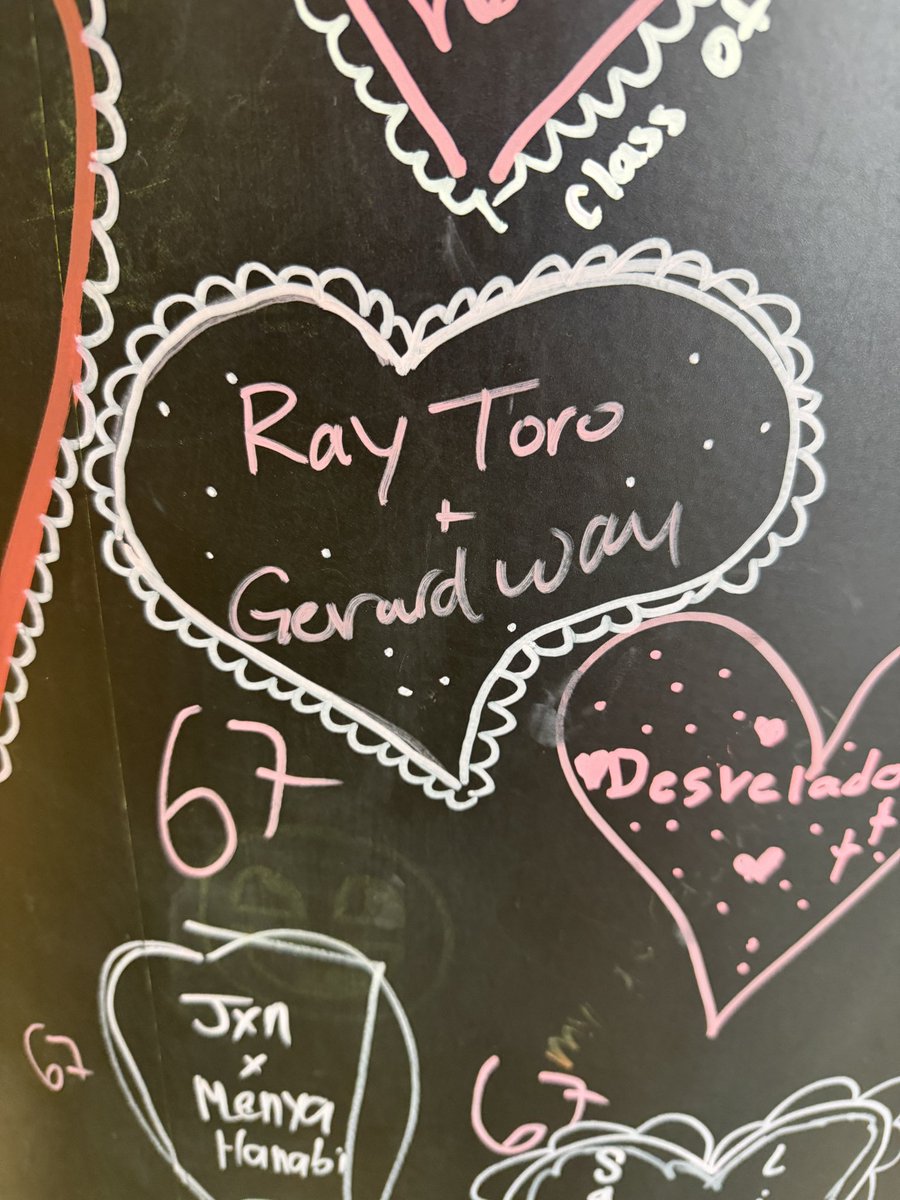 class of
Ray Toro
+
Gerard Way
67
Desvelado
Jxn
x
Menya
Hanabi
67
67